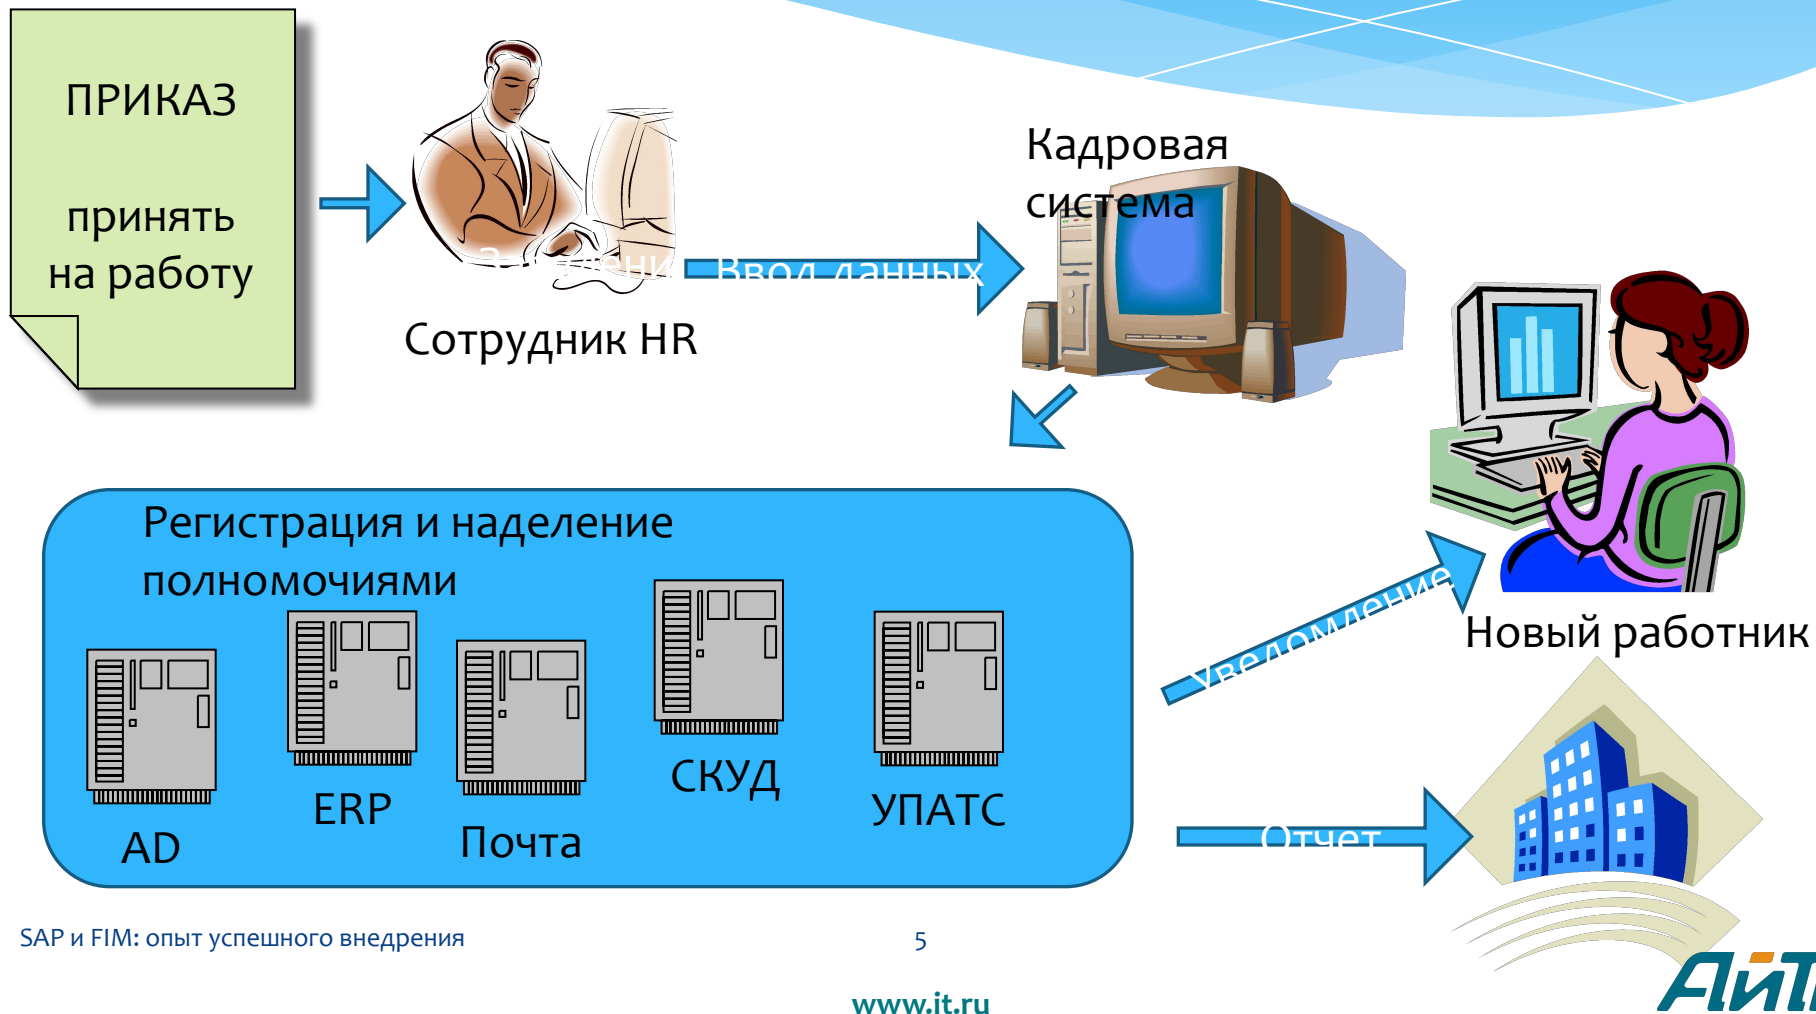 ПРИКАЗ
принять
на работу
Сотрудник HR
Ввод данных
Кадровая
система
Регистрация и наделение
полномочиями
AD
ERP
Почта
СКУД
УПАТС
Уведомление
Новый работник
Отчет
SAP и FIM: опыт успешного внедрения
5
www.it.ru